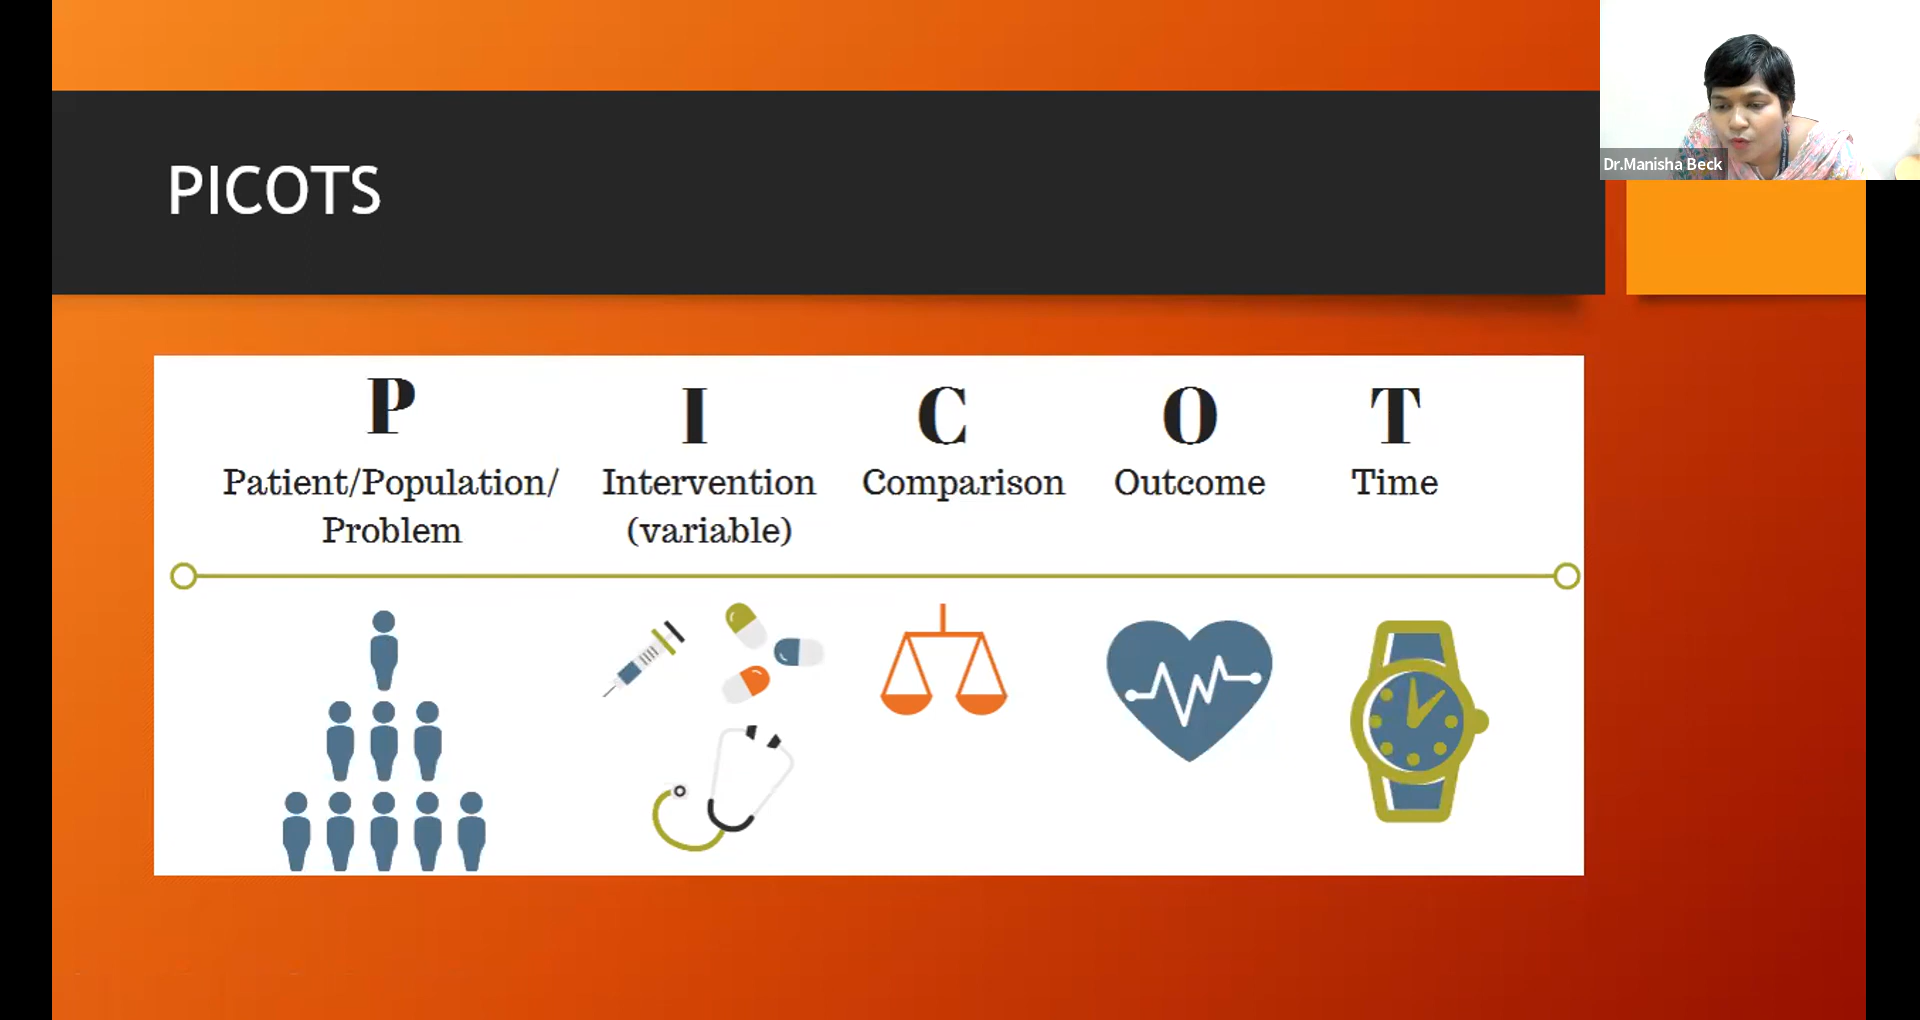 PICOTS
Dr.Manisha Beck
P I C O T
Patient/Population/ Intervention Comparison Outcome Time
Problem (variable)